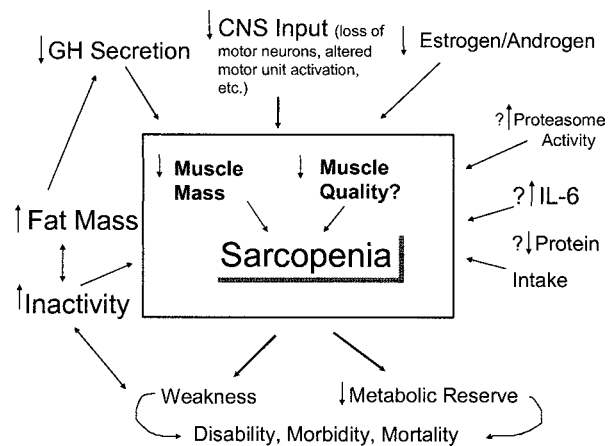 ↓GH Secretion
↓CNS Input (loss of
motor neurons, altered
motor unit activation,
etc.)
↓Estrogen/Androgen
?↑Proteasome
Activity
?↑IL-6
?↓Protein
Intake
↓Muscle
Mass
↓Muscle
Quality?
Sarcopenia
↑Fat Mass
↑Inactivity
Weakness
↓Metabolic Reserve
Disability, Morbidity, Mortality